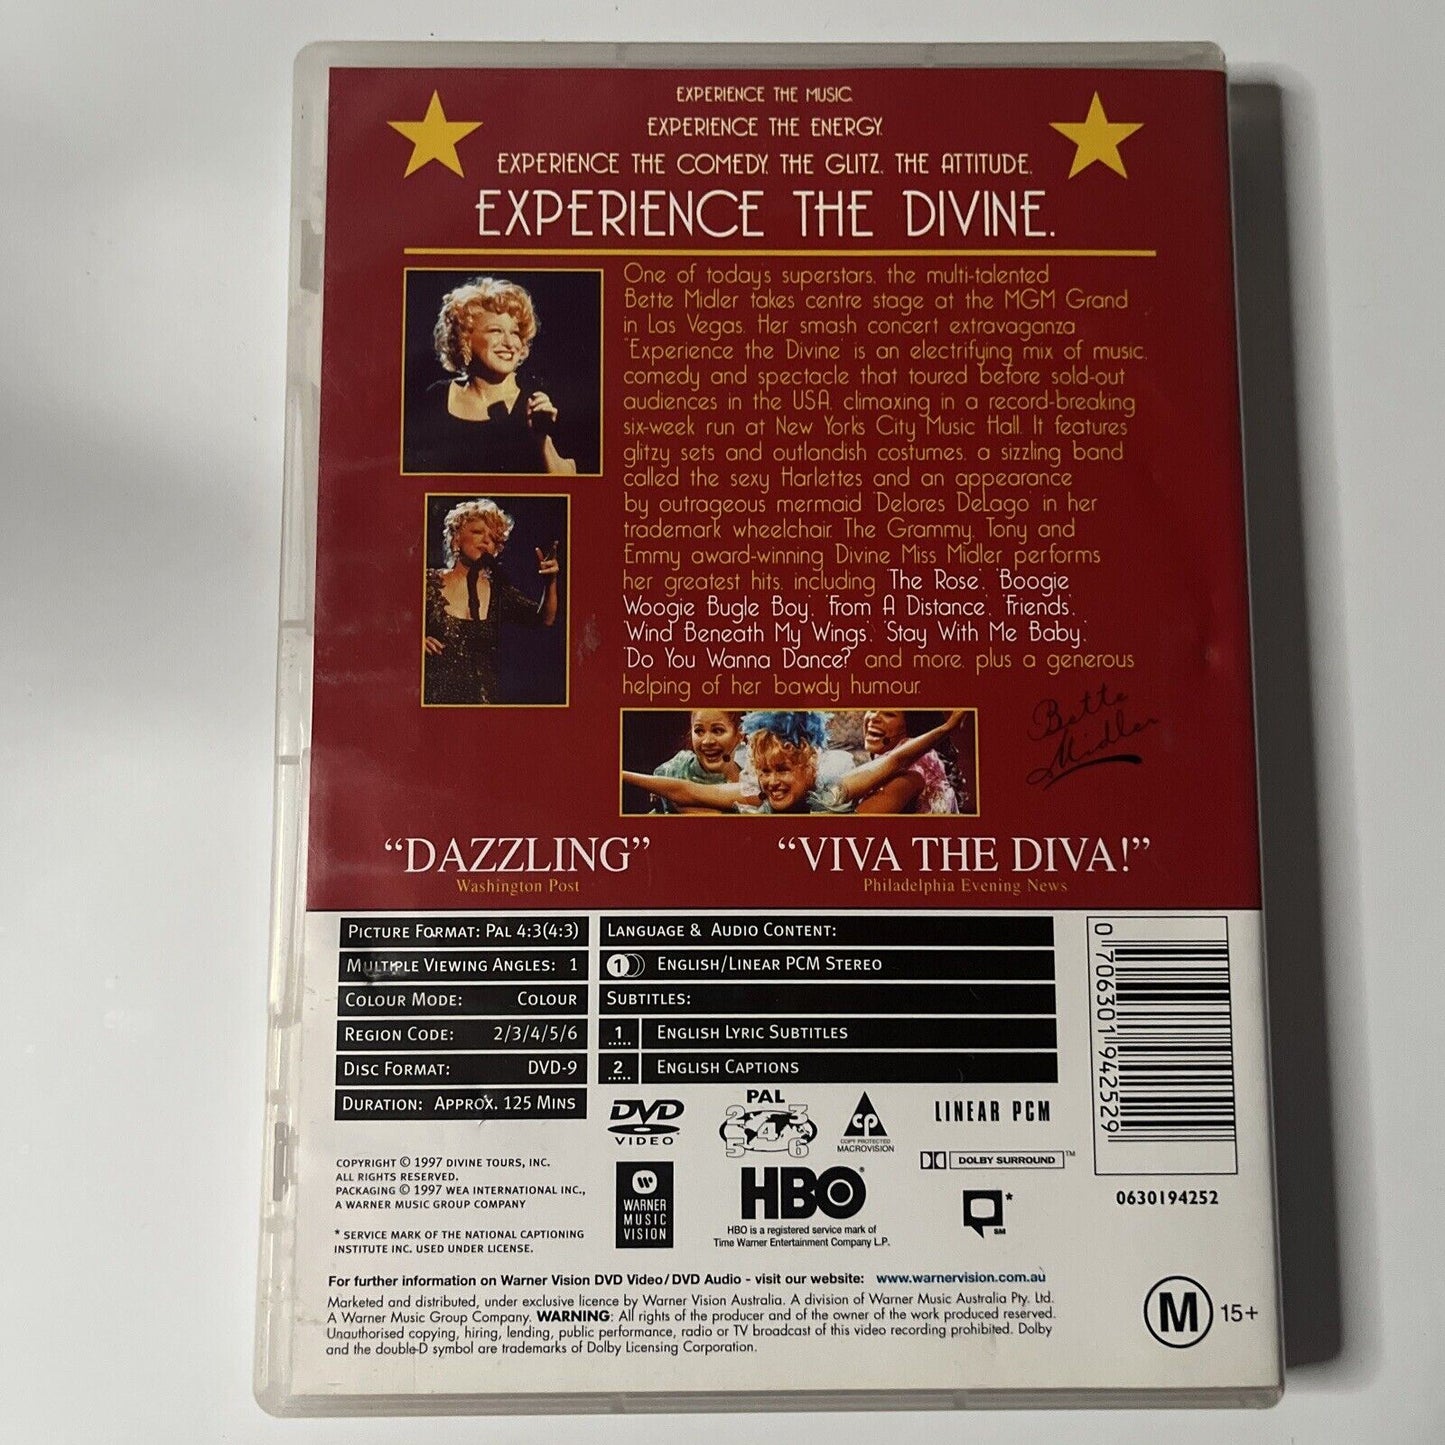 EXPERIENCE THE MUSIC.
EXPERIENCE THE ENERGY.
EXPERIENCE THE COMEDY. THE GLITZ. THE ATTITUDE.
EXPERIENCE THE DIVINE.
One of today's superstars, the multi-talented
Bette Midler takes centre stage at the MGM Grand
in Las Vegas. Her smash concert extravaganza
'Experience the Divine' is an electrifying mix of music,
comedy and spectacle that toured before sold-out
audiences in the USA, climaxing in a record-breaking
six-week run at New York's City Music Hall. It features
glitzy sets and outlandish costumes, a sizzling band
called the sexy Harlettes and an appearance
by outrageous mermaid 'Delores DeLago' in her
trademark wheelchair. The Grammy, Tony and
Emmy award-winning Divine Miss Midler performs
her greatest hits, including 'The Rose', 'Boogie
Woogie Bugle Boy', 'From A Distance', 'Friends',
'Wind Beneath My Wings', 'Stay With Me Baby',
'Do You Wanna Dance?' and more, plus a generous
helping of her bawdy humour.
Bette
Midler
“DAZZLING”
Washington Post
“VIVA THE DIVA!”
Philadelphia Evening News
PICTURE FORMAT: PAL 4:3(4:3)
MULTIPLE VIEWING ANGLES: 1
COLOUR MODE: COLOUR
REGION CODE: 2/3/4/5/6
DISC FORMAT: DVD-9
DURATION: APPROX. 125 MINS
LANGUAGE & AUDIO CONTENT:
1 ENGLISH/LINEAR PCM STEREO
SUBTITLES:
1 ENGLISH LYRIC SUBTITLES
2 ENGLISH CAPTIONS
0 706301 942529
0630194252
DVD
VIDEO
PAL
2 3 4 5 6
CP
COPY PROTECTED
MACROVISION
LINEAR PCM
DOLBY SURROUND ™
COPYRIGHT © 1997 DIVINE TOURS, INC.
ALL RIGHTS RESERVED.
PACKAGING © 1997 WEA INTERNATIONAL INC.,
A WARNER MUSIC GROUP COMPANY
* SERVICE MARK OF THE NATIONAL CAPTIONING
INSTITUTE INC. USED UNDER LICENSE.
WARNER
MUSIC
VISION
HBO®
HBO is a registered service mark of
Time Warner Entertainment Company L.P.
*
SM
For further information on Warner Vision DVD Video/DVD Audio - visit our website: www.warnervision.com.au
Marketed and distributed, under exclusive licence by Warner Vision Australia. A division of Warner Music Australia Pty. Ltd.
A Warner Music Group Company. WARNING: All rights of the producer and of the owner of the work produced reserved.
Unauthorised copying, hiring, lending, public performance, radio or TV broadcast of this video recording prohibited. Dolby
and the double-D symbol are trademarks of Dolby Licensing Corporation.
M 15+